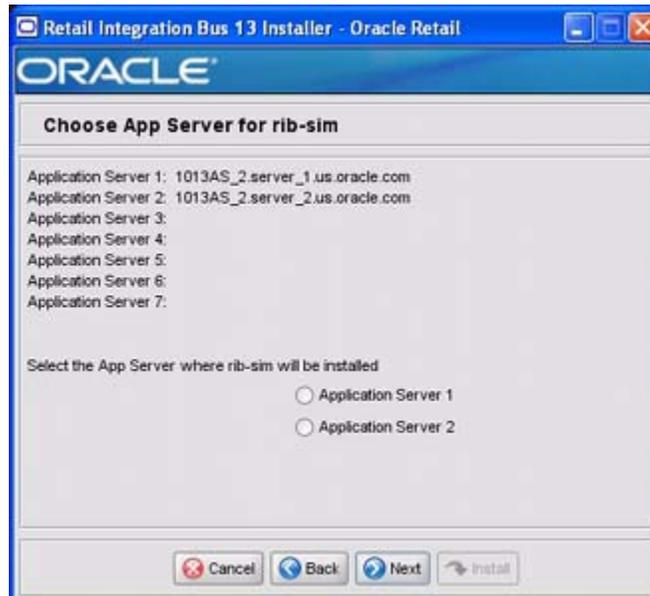 Retail Integration Bus 13 Installer - Oracle Retail
ORACLE
Choose App Server for rib-sim
Application Server 1: 1013AS_2.server_1.us.oracle.com
Application Server 2: 1013AS_2.server_2.us.oracle.com
Application Server 3:
Application Server 4:
Application Server 5:
Application Server 6:
Application Server 7:
Select the App Server where rib-sim will be installed
Application Server 1
Application Server 2
Cancel Back Next Install